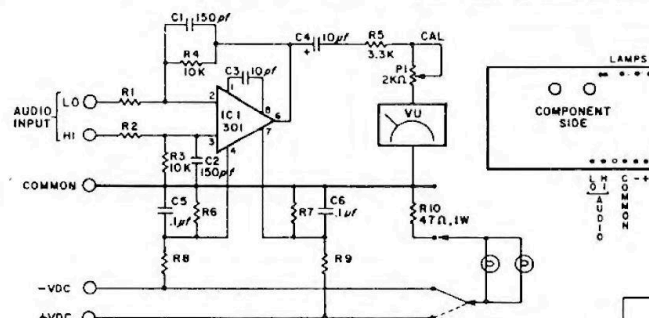 C1 150pf
R4
10K
C3 10pf
C4 10µf
+
R5
3.3K
CAL
P1
2KΩ
VU
LAMPS
COMPONENT
SIDE
LO
HI
AUDIO
COMMON
-+
AUDIO
INPUT
LO
HI
R1
R2
2
3
1
8
6
7
4
IC1
301
R3
10K
C2
150pf
COMMON
C5
.1µf
R6
R7
C6
.1µf
R10
47Ω,1W
R8
R9
-VDC
+VDC